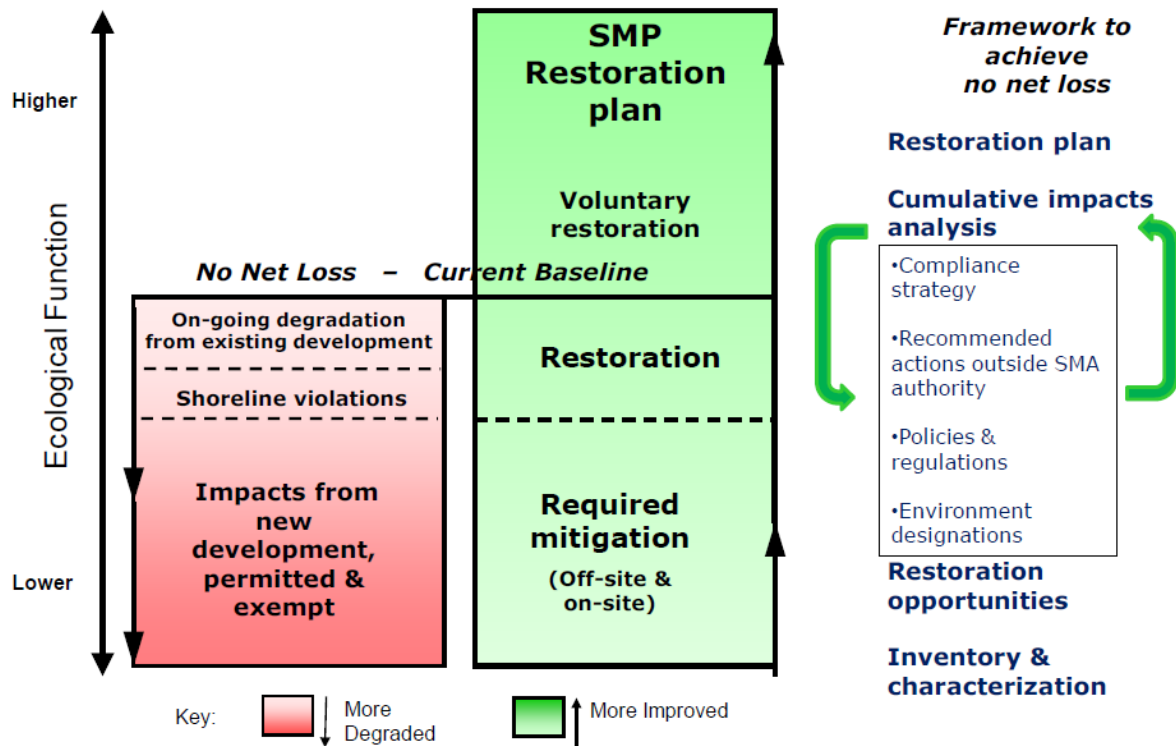 Higher
Ecological Function
Lower
SMP
Restoration
plan
Voluntary
restoration
No Net Loss – Current Baseline
On-going degradation
from existing development
Shoreline violations
Impacts from
new
development,
permitted &
exempt
Restoration
Required
mitigation
(Off-site &
on-site)
Framework to
achieve
no net loss
Restoration plan
Cumulative impacts
analysis
•Compliance
strategy
•Recommended
actions outside SMA
authority
•Policies &
regulations
•Environment
designations
Restoration
opportunities
Inventory &
characterization
Key:
More
Degraded
More Improved